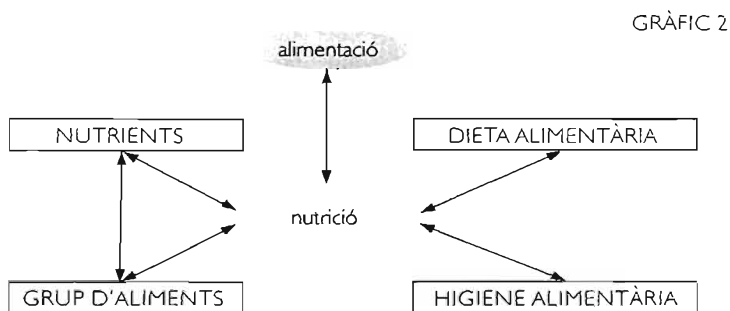 GRÀFIC 2
alimentació
NUTRIENTS
DIETA ALIMENTÀRIA
nutrició
GRUP D'ALIMENTS
HIGIENE ALIMENTÀRIA